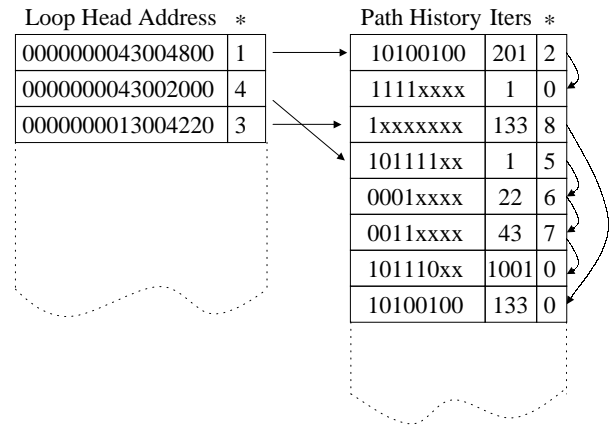 Loop Head Address *
0000000043004800 1
0000000043002000 4
0000000013004220 3
Path History Iters *
10100100 201 2
1111xxxx 1 0
1xxxxxxx 133 8
101111xx 1 5
0001xxxx 22 6
0011xxxx 43 7
101110xx 1001 0
10100100 133 0